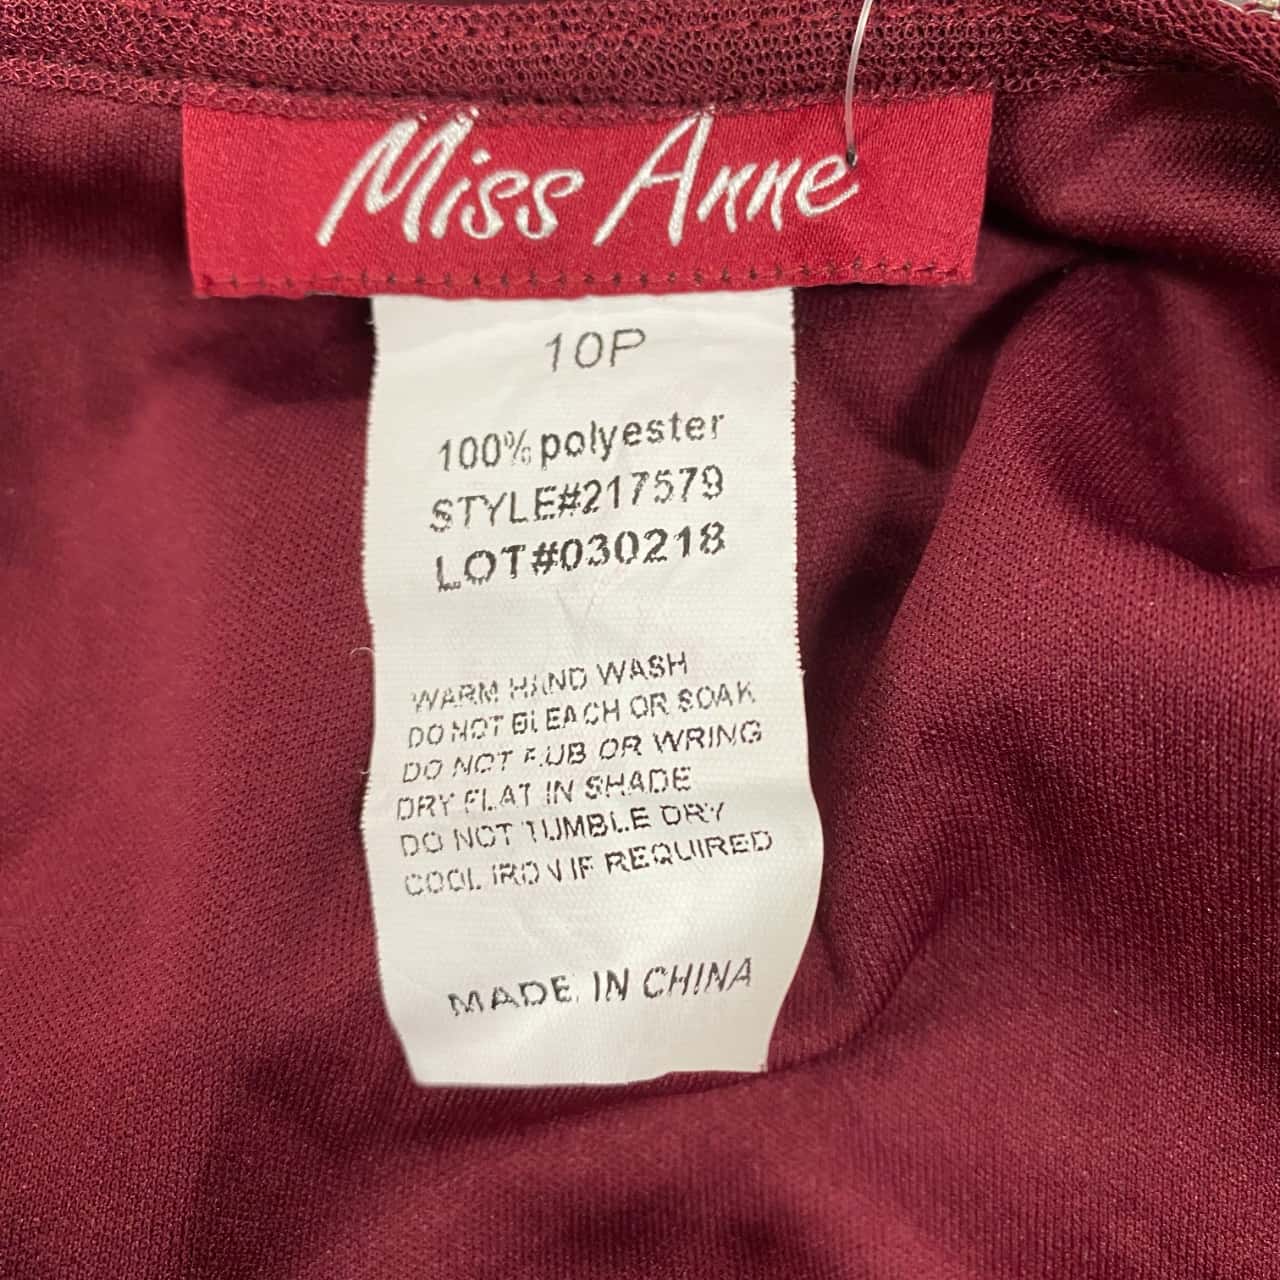 Miss Anne
10P
100% polyester
STYLE#217579
LOT#030218
WARM HAND WASH
DO NOT BLEACH OR SOAK
DO NOT RUB OR WRING
DRY FLAT IN SHADE
DO NOT TUMBLE DRY
COOL IRON IF REQUIRED
MADE IN CHINA